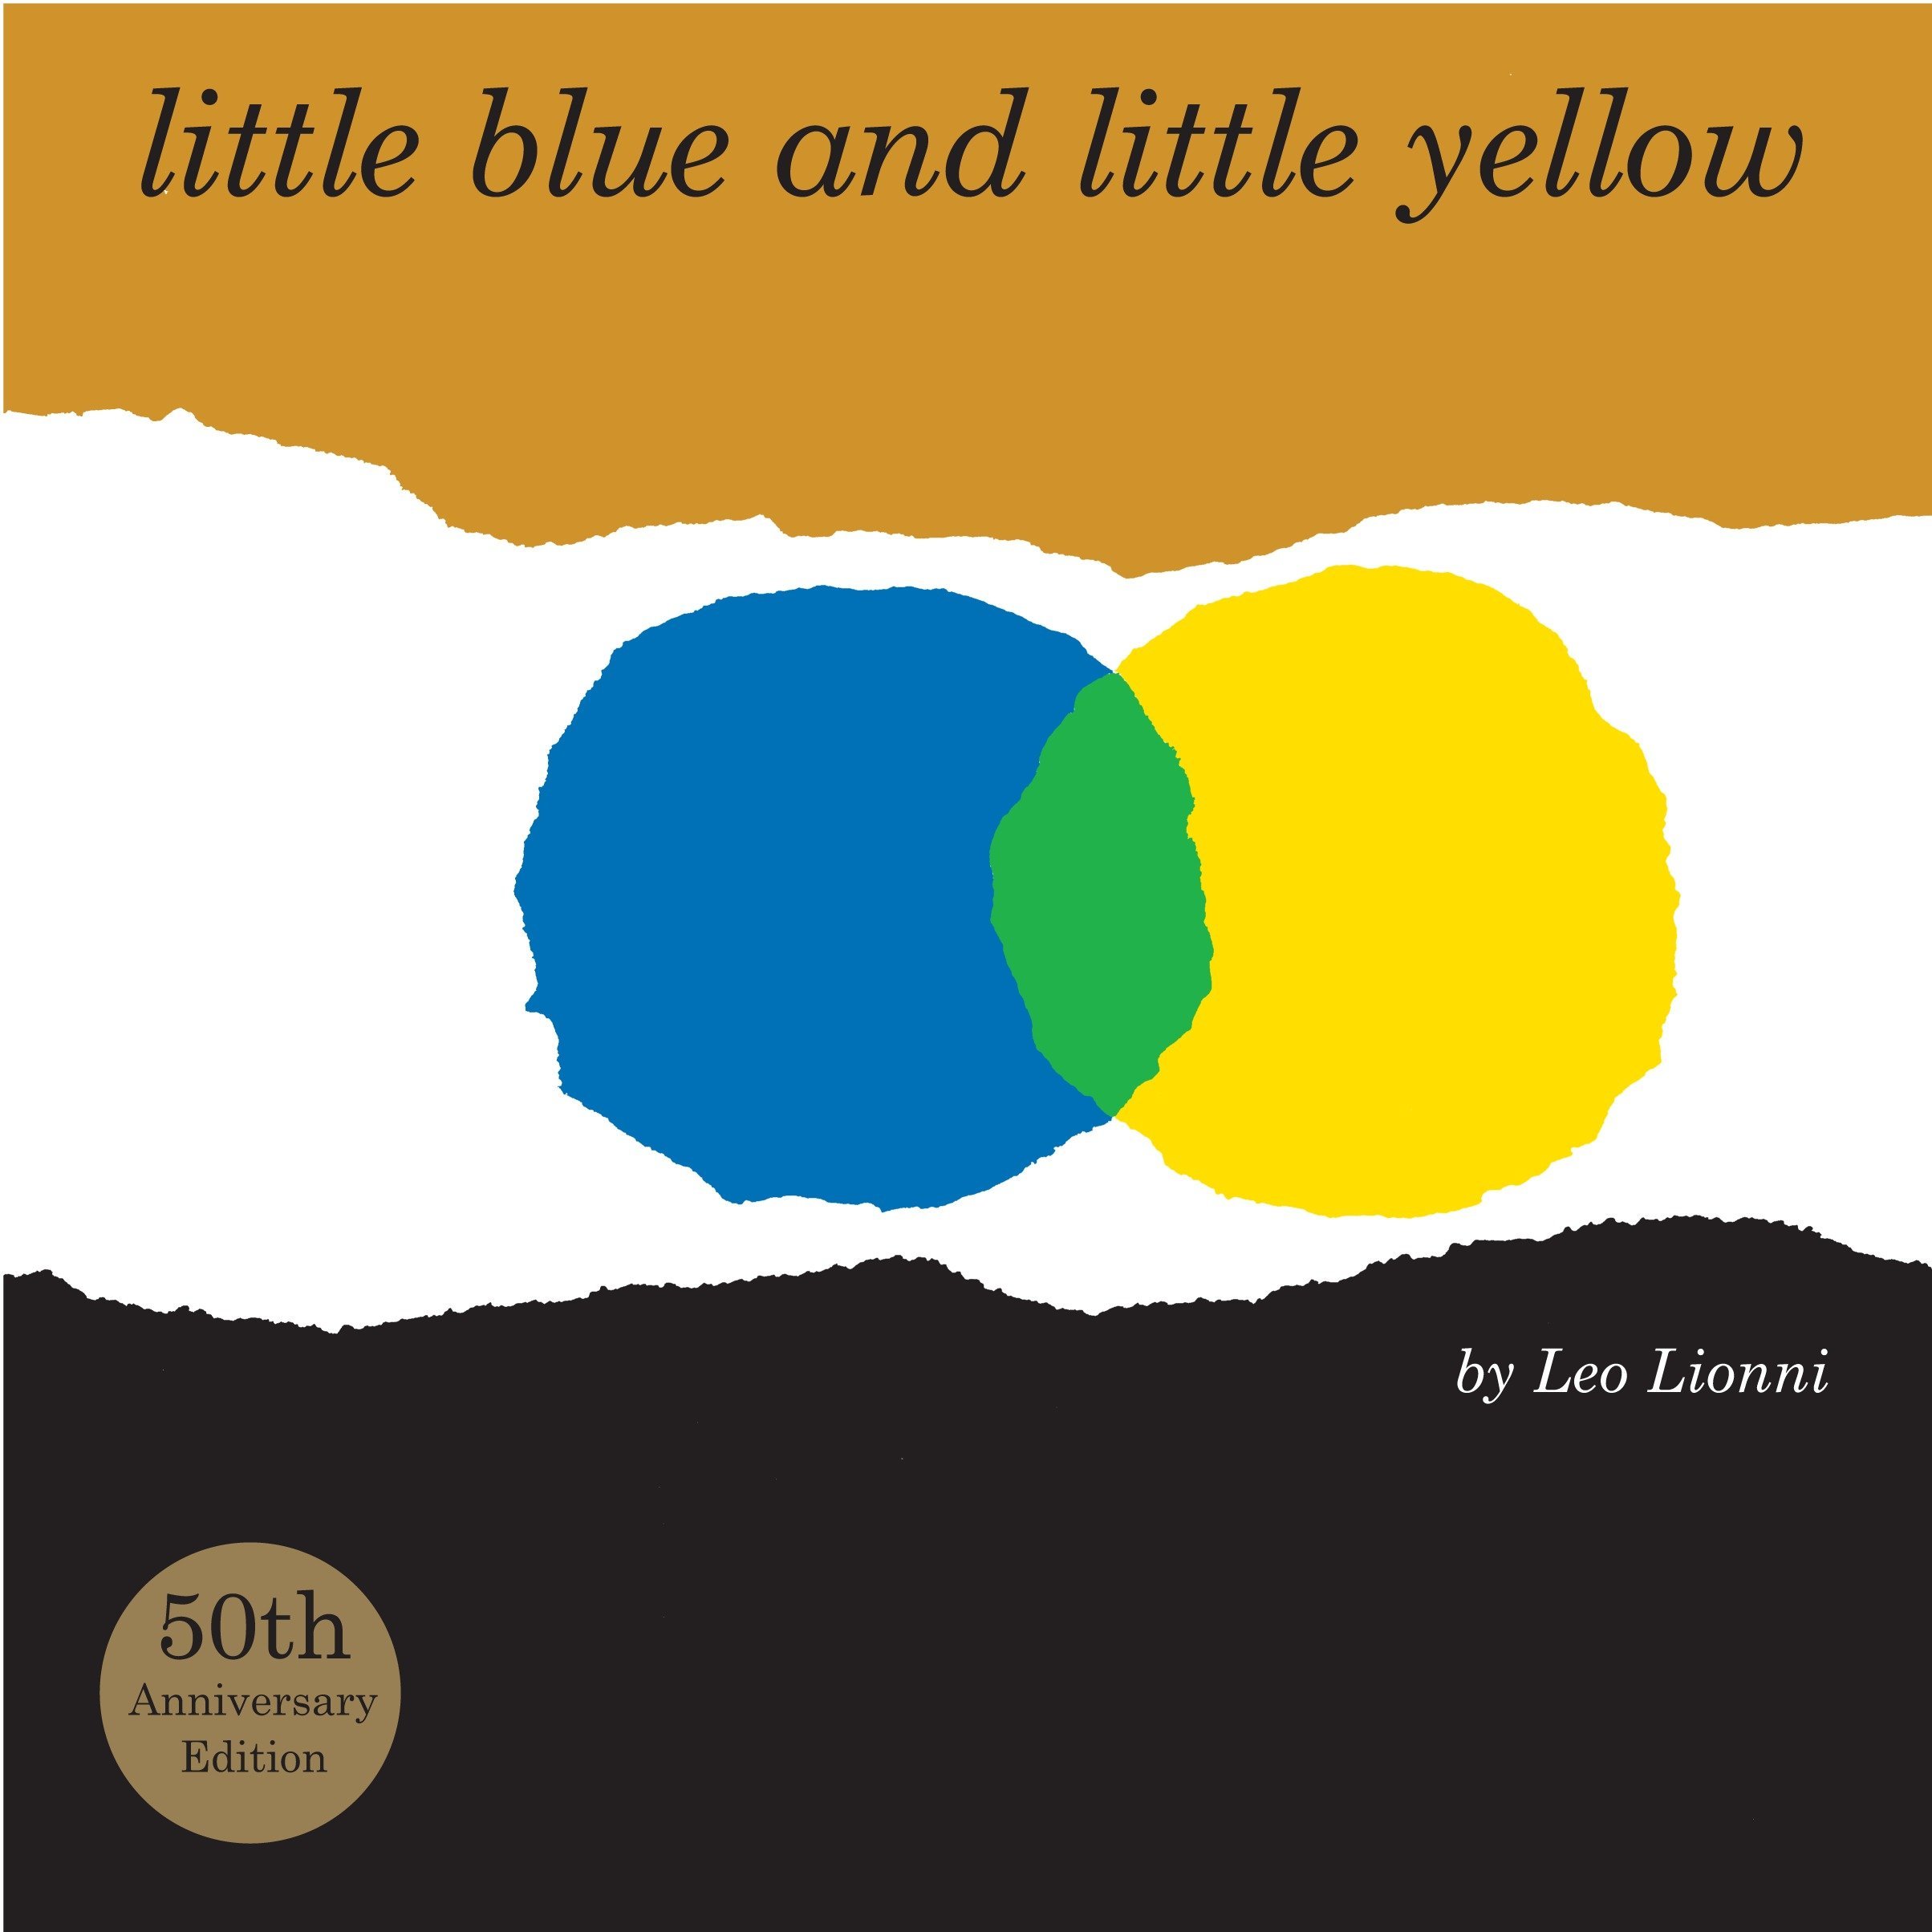 little blue and little yellow
by Leo Lionni
50th
Anniversary
Edition